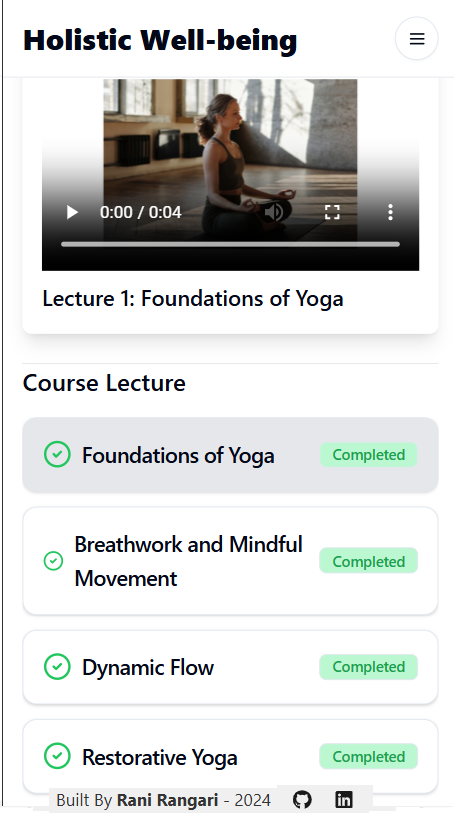 Holistic Well-being
0:00 / 0:04
Lecture 1: Foundations of Yoga
Course Lecture
Foundations of Yoga Completed
Breathwork and Mindful
Movement Completed
Dynamic Flow Completed
Restorative Yoga Completed
Built By Rani Rangari - 2024